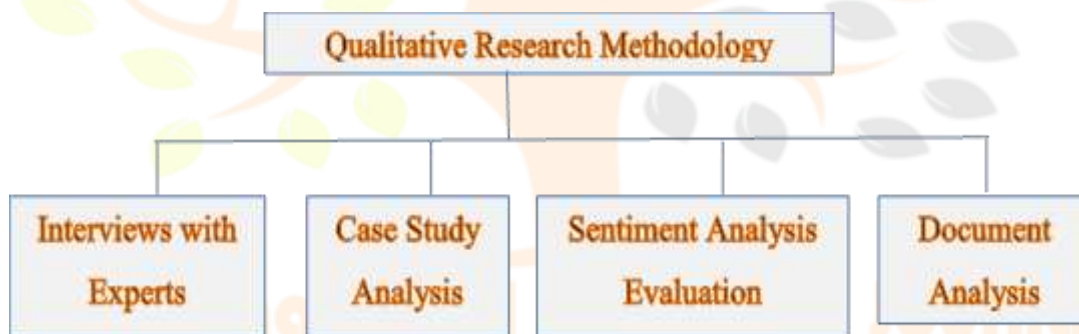 Qualitative Research Methodology
Interviews with
Experts
Case Study
Analysis
Sentiment Analysis
Evaluation
Document
Analysis